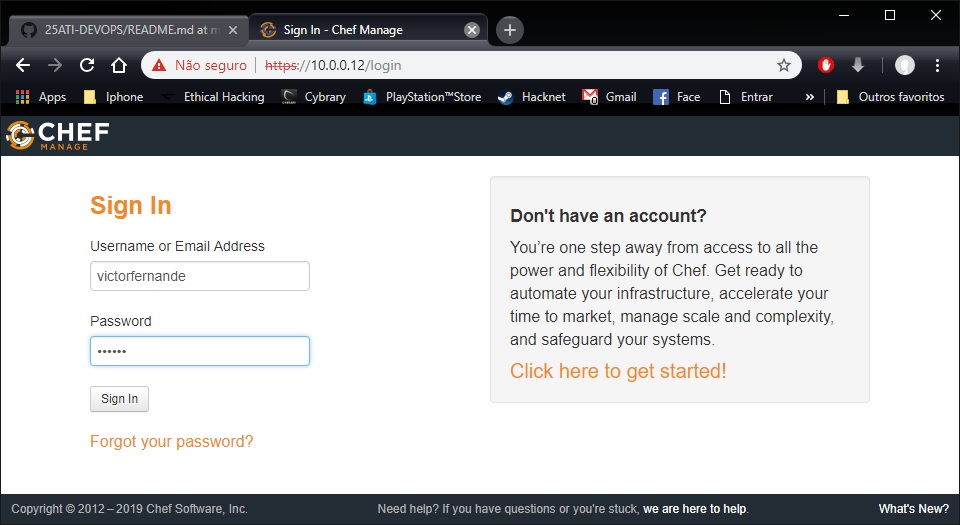 25ATI-DEVOPS/README.md at m
Sign In - Chef Manage
Não seguro | https://10.0.0.12/login
Apps Iphone Ethical Hacking Cybrary PlayStation™Store Hacknet Gmail Face Entrar » Outros favoritos
CHEF
MANAGE
Sign In
Username or Email Address
victorfernande
Password
••••••
Sign In
Forgot your password?
Don't have an account?
You’re one step away from access to all the
power and flexibility of Chef. Get ready to
automate your infrastructure, accelerate your
time to market, manage scale and complexity,
and safeguard your systems.
Click here to get started!
Copyright © 2012 – 2019 Chef Software, Inc.
Need help? If you have questions or you're stuck, we are here to help.
What's New?